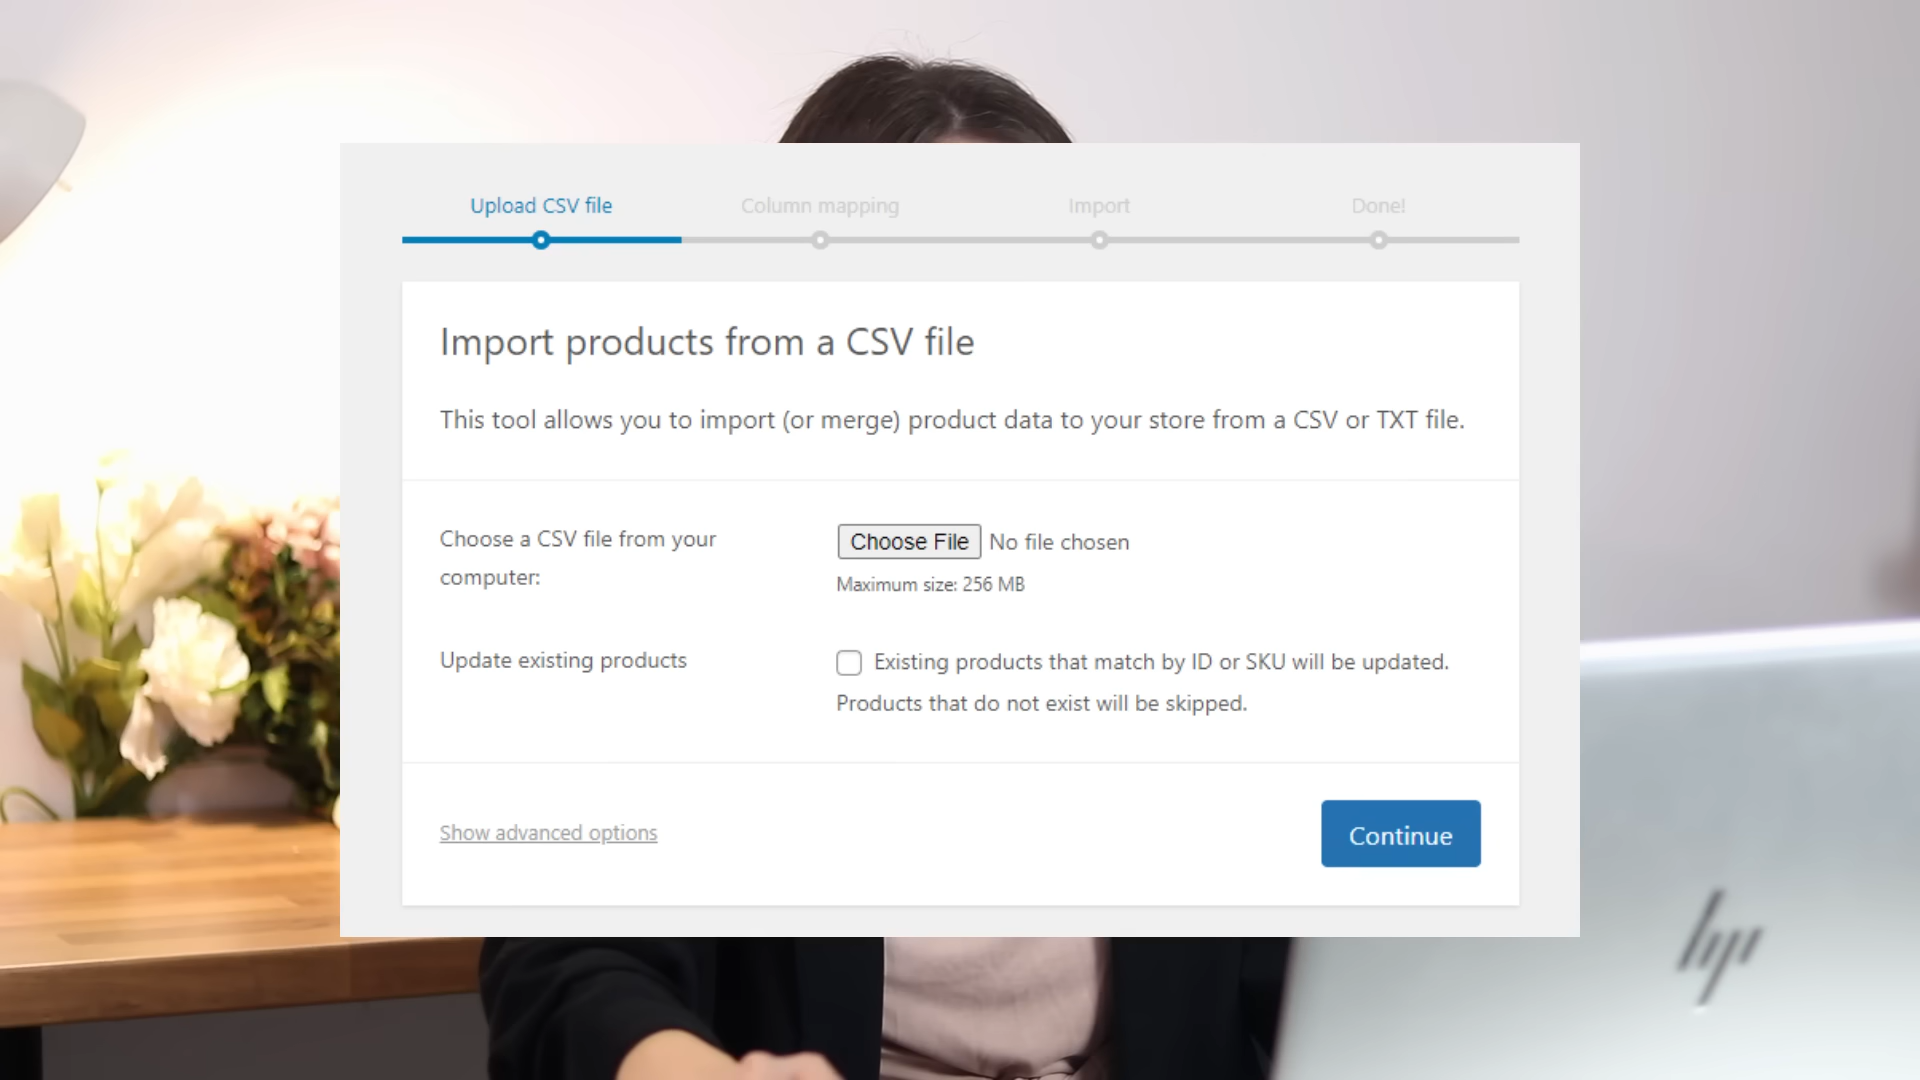 Upload CSV file
Column mapping
Import
Done!
Import products from a CSV file
This tool allows you to import (or merge) product data to your store from a CSV or TXT file.
Choose a CSV file from your
computer:
Choose File No file chosen
Maximum size: 256 MB
Update existing products
Existing products that match by ID or SKU will be updated.
Products that do not exist will be skipped.
Show advanced options
Continue
hp